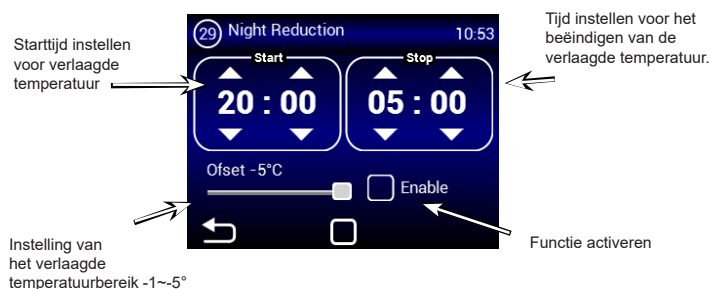 Starttijd instellen
voor verlaagde
temperatuur
29 Night Reduction 10:53
Start Stop
20 : 00 05 : 00
Ofset -5°C
Enable
Tijd instellen voor het
beëindigen van de
verlaagde temperatuur.
Instelling van
het verlaagde
temperatuurbereik -1~-5°
Functie activeren